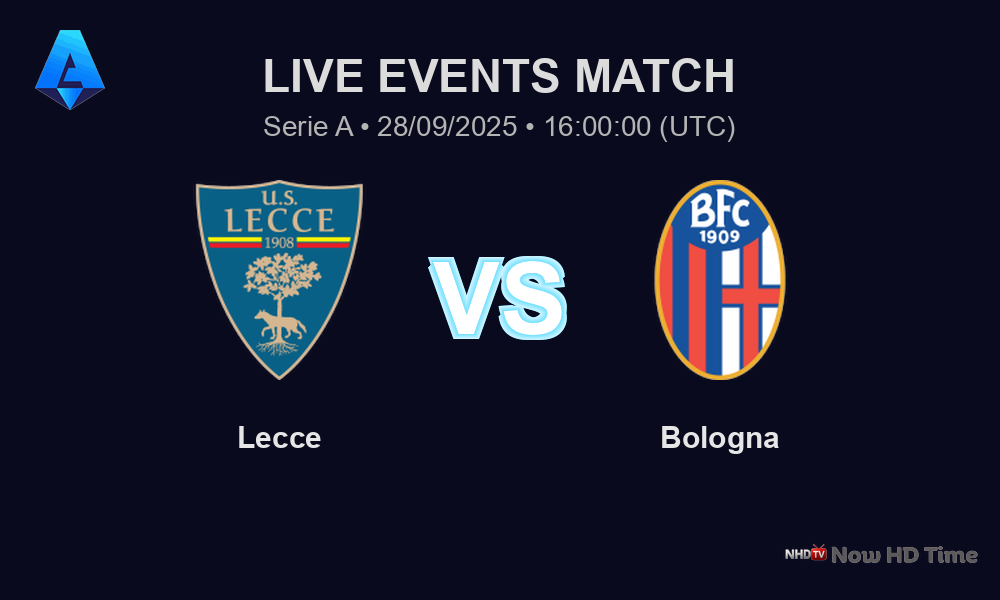 LIVE EVENTS MATCH
Serie A • 28/09/2025 • 16:00:00 (UTC)
U.S.
LECCE
1908
BFC
1909
VS
Lecce
Bologna
NHDTV Now HD Time